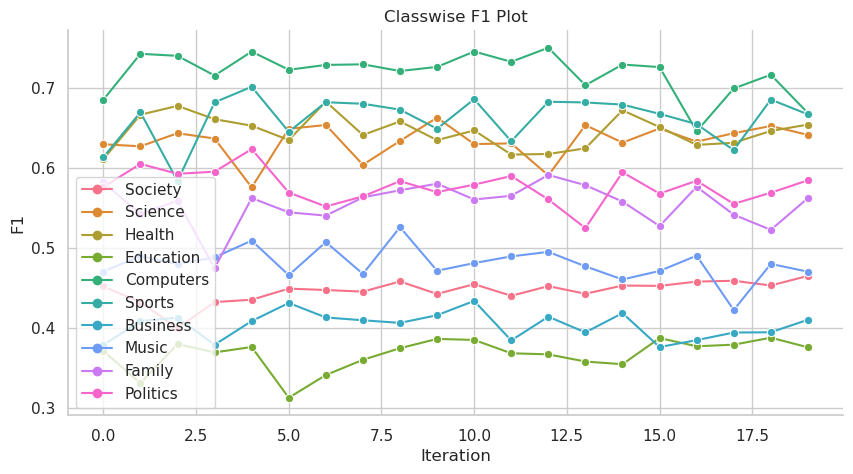 Classwise F1 Plot
F1
0.7
0.6
0.5
0.4
0.3
Society
Science
Health
Education
Computers
Sports
Business
Music
Family
Politics
0.0 2.5 5.0 7.5 10.0 12.5 15.0 17.5
Iteration